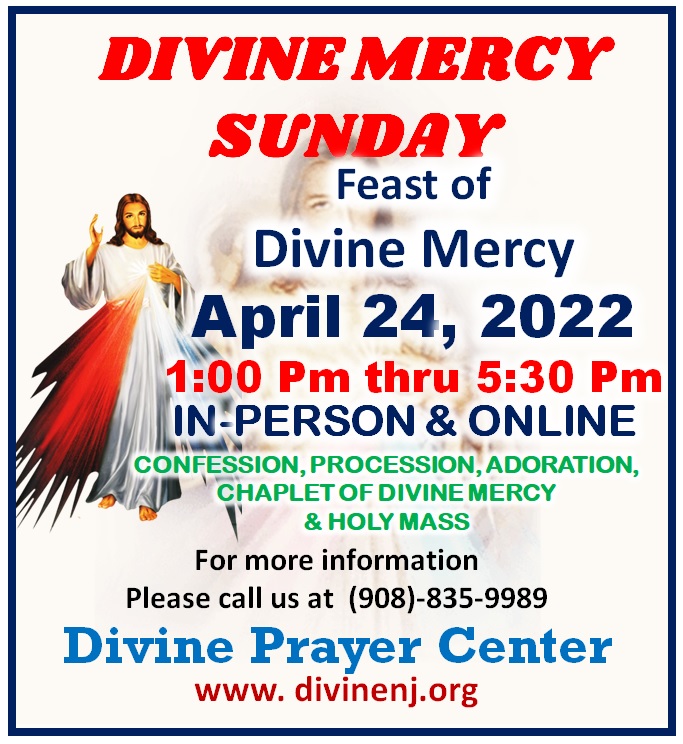 DIVINE MERCY
SUNDAY
Feast of
Divine Mercy
April 24, 2022
1:00 Pm thru 5:30 Pm
IN-PERSON & ONLINE
CONFESSION, PROCESSION, ADORATION,
CHAPLET OF DIVINE MERCY
& HOLY MASS
For more information
Please call us at (908)-835-9989
Divine Prayer Center
www. divinenj.org